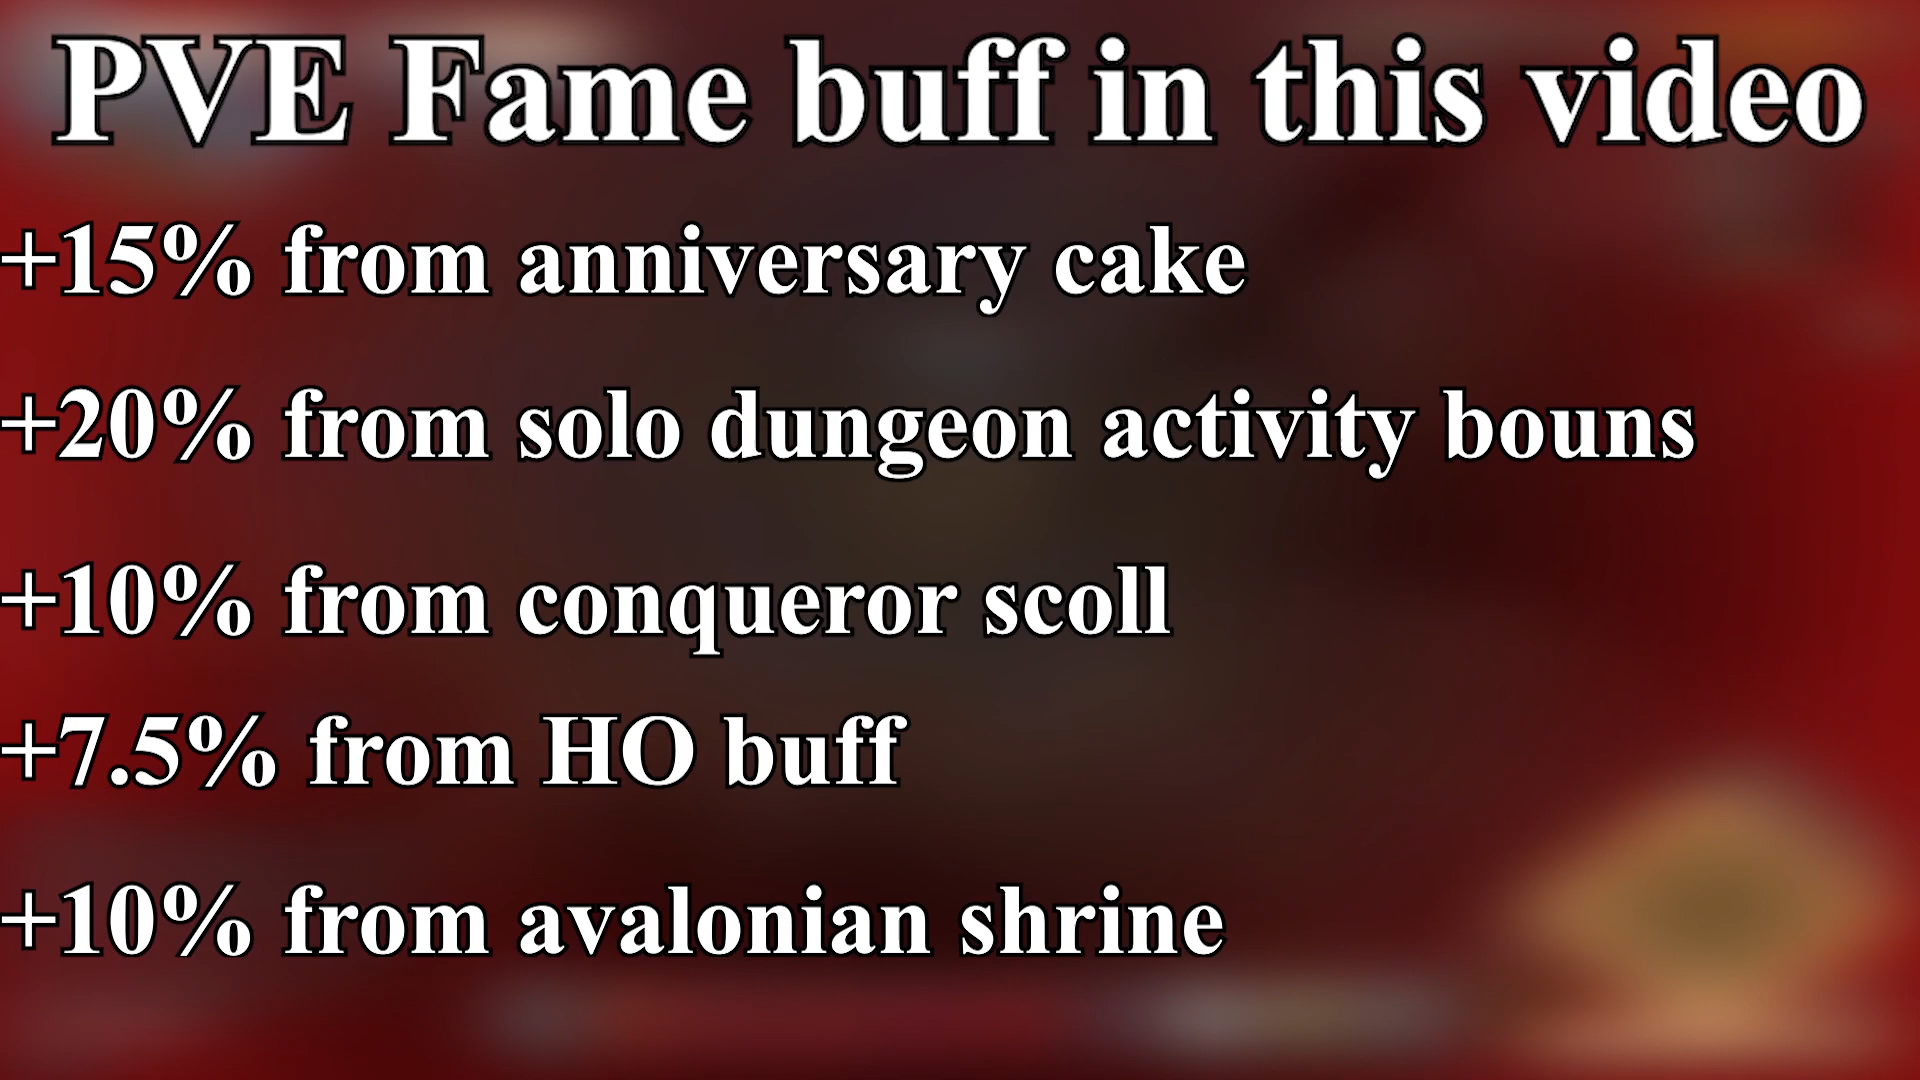 PVE Fame buff in this video
+15% from anniversary cake
+20% from solo dungeon activity bouns
+10% from conqueror scoll
+7.5% from HO buff
+10% from avalonian shrine